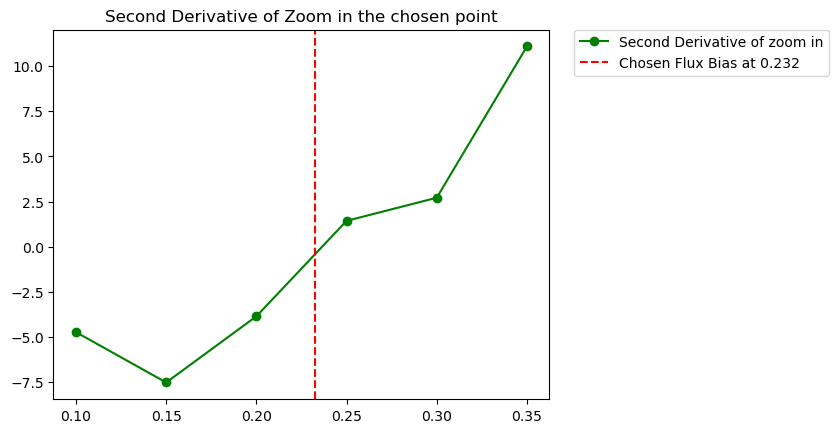 Second Derivative of Zoom in the chosen point
Second Derivative of zoom in
Chosen Flux Bias at 0.232
10.0
7.5
5.0
2.5
0.0
−2.5
−5.0
−7.5
0.10 0.15 0.20 0.25 0.30 0.35